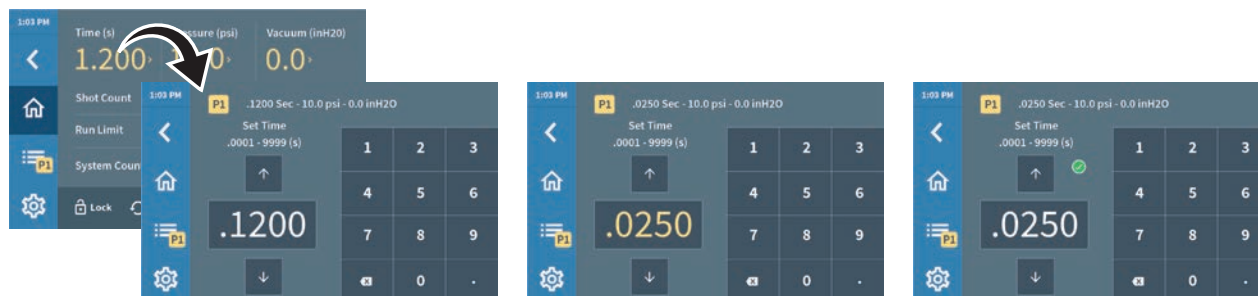 1:03 PM
Time (s)
Vacuum (inH20)
1.200
0.0
Shot Count
Run Limit
System Coun
P1
Lock
1:03 PM
P1 .1200 Sec - 10.0 psi - 0.0 inH2O
Set Time
.0001 - 9999 (s)
1 2 3
4 5 6
.1200
7 8 9
P1
0 .
1:03 PM
P1 .0250 Sec - 10.0 psi - 0.0 inH2O
Set Time
.0001 - 9999 (s)
1 2 3
4 5 6
.0250
7 8 9
P1
0 .
1:03 PM
P1 .0250 Sec - 10.0 psi - 0.0 inH2O
Set Time
.0001 - 9999 (s)
1 2 3
4 5 6
.0250
7 8 9
P1
0 .